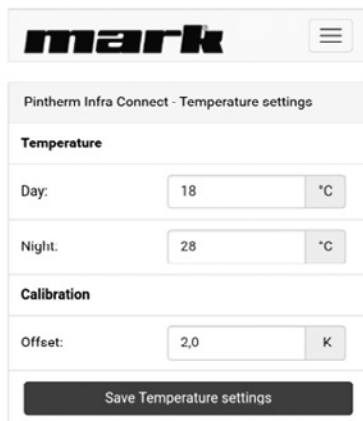 mark
Pintherm Infra Connect - Temperature settings
Temperature
Day: 18 °C
Night: 28 °C
Calibration
Offset: 2,0 K
Save Temperature settings